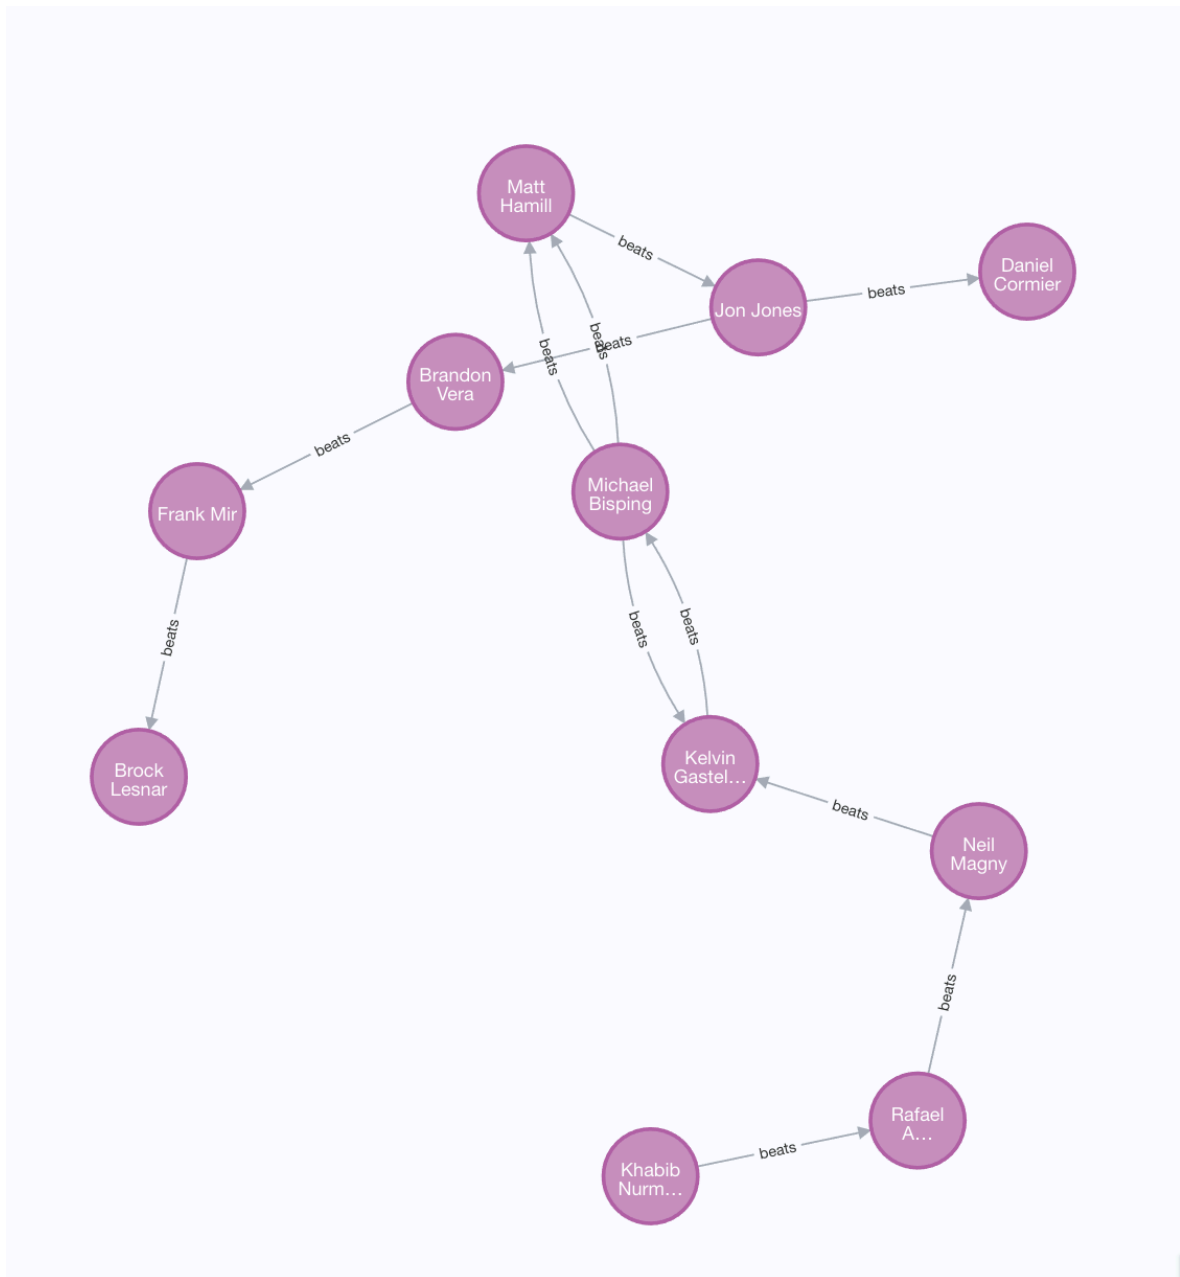 Matt
Hamill
beats
Daniel
Cormier
beats
Jon Jones
beats
beats
beats
Brandon
Vera
beats
Michael
Bisping
Frank Mir
beats
beats
beats
Kelvin
Gastel...
Brock
Lesnar
beats
Neil
Magny
beats
Rafael
A...
beats
Khabib
Nurm...